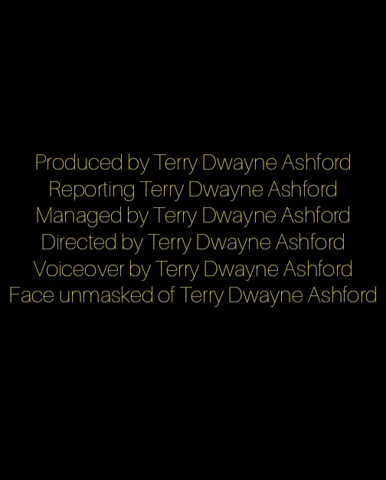 Produced by Terry Dwayne Ashford
Reporting Terry Dwayne Ashford
Managed by Terry Dwayne Ashford
Directed by Terry Dwayne Ashford
Voiceover by Terry Dwayne Ashford
Face unmasked of Terry Dwayne Ashford